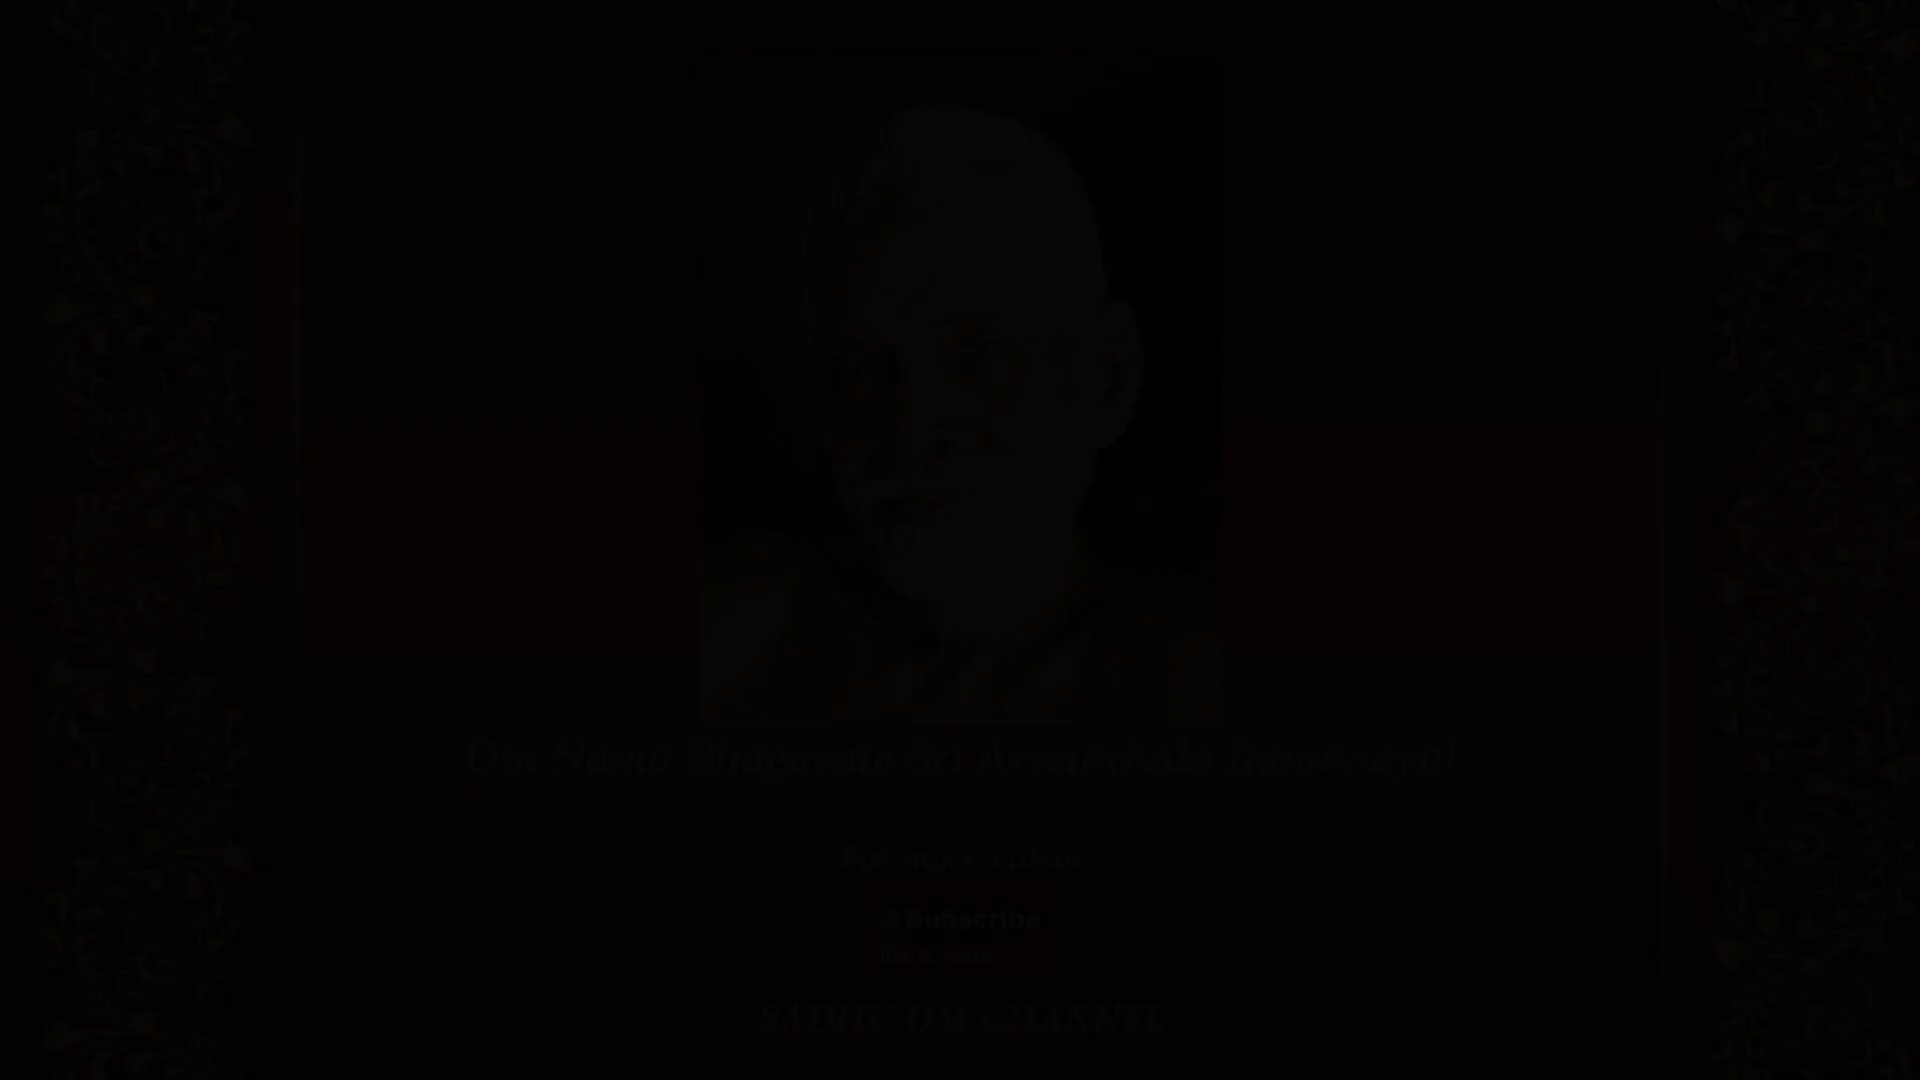 Om Namo Bhagavate Sri Arunachala Ramanaya!
For more videos
Subscribe
SADHU OM CHANNEL